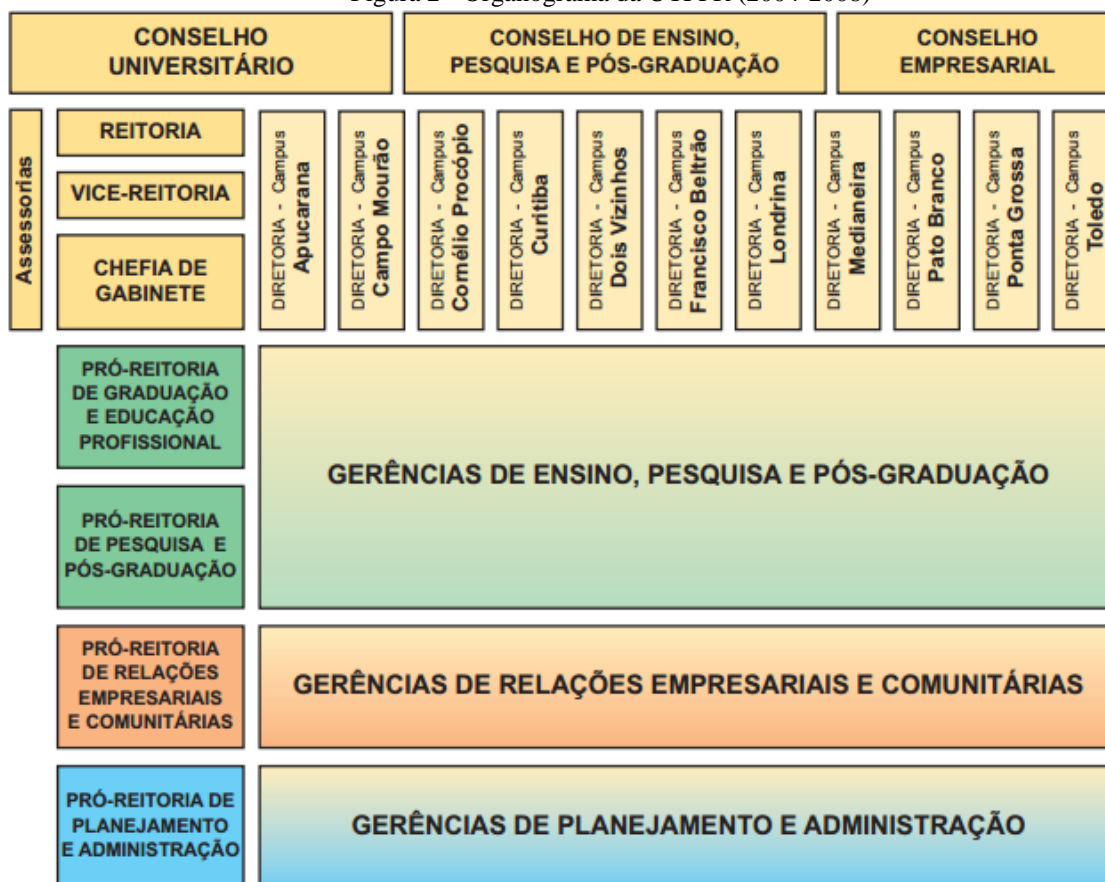 CONSELHO
UNIVERSITÁRIO
CONSELHO DE ENSINO,
PESQUISA E PÓS-GRADUAÇÃO
CONSELHO
EMPRESARIAL
Assessorias
REITORIA
VICE-REITORIA
CHEFIA DE
GABINETE
DIRETORIA - Campus
Apucarana
DIRETORIA - Campus
Campo Mourão
DIRETORIA - Campus
Cornélio Procópio
DIRETORIA - Campus
Curitiba
DIRETORIA - Campus
Dois Vizinhos
DIRETORIA - Campus
Francisco Beltrão
DIRETORIA - Campus
Londrina
DIRETORIA - Campus
Medianeira
DIRETORIA - Campus
Pato Branco
DIRETORIA - Campus
Ponta Grossa
DIRETORIA - Campus
Toledo
PRÓ-REITORIA
DE GRADUAÇÃO
E EDUCAÇÃO
PROFISSIONAL
PRÓ-REITORIA
DE PESQUISA E
PÓS-GRADUAÇÃO
GERÊNCIAS DE ENSINO, PESQUISA E PÓS-GRADUAÇÃO
PRÓ-REITORIA
DE RELAÇÕES
EMPRESARIAIS
E COMUNITÁRIAS
GERÊNCIAS DE RELAÇÕES EMPRESARIAIS E COMUNITÁRIAS
PRÓ-REITORIA DE
PLANEJAMENTO
E ADMINISTRAÇÃO
GERÊNCIAS DE PLANEJAMENTO E ADMINISTRAÇÃO